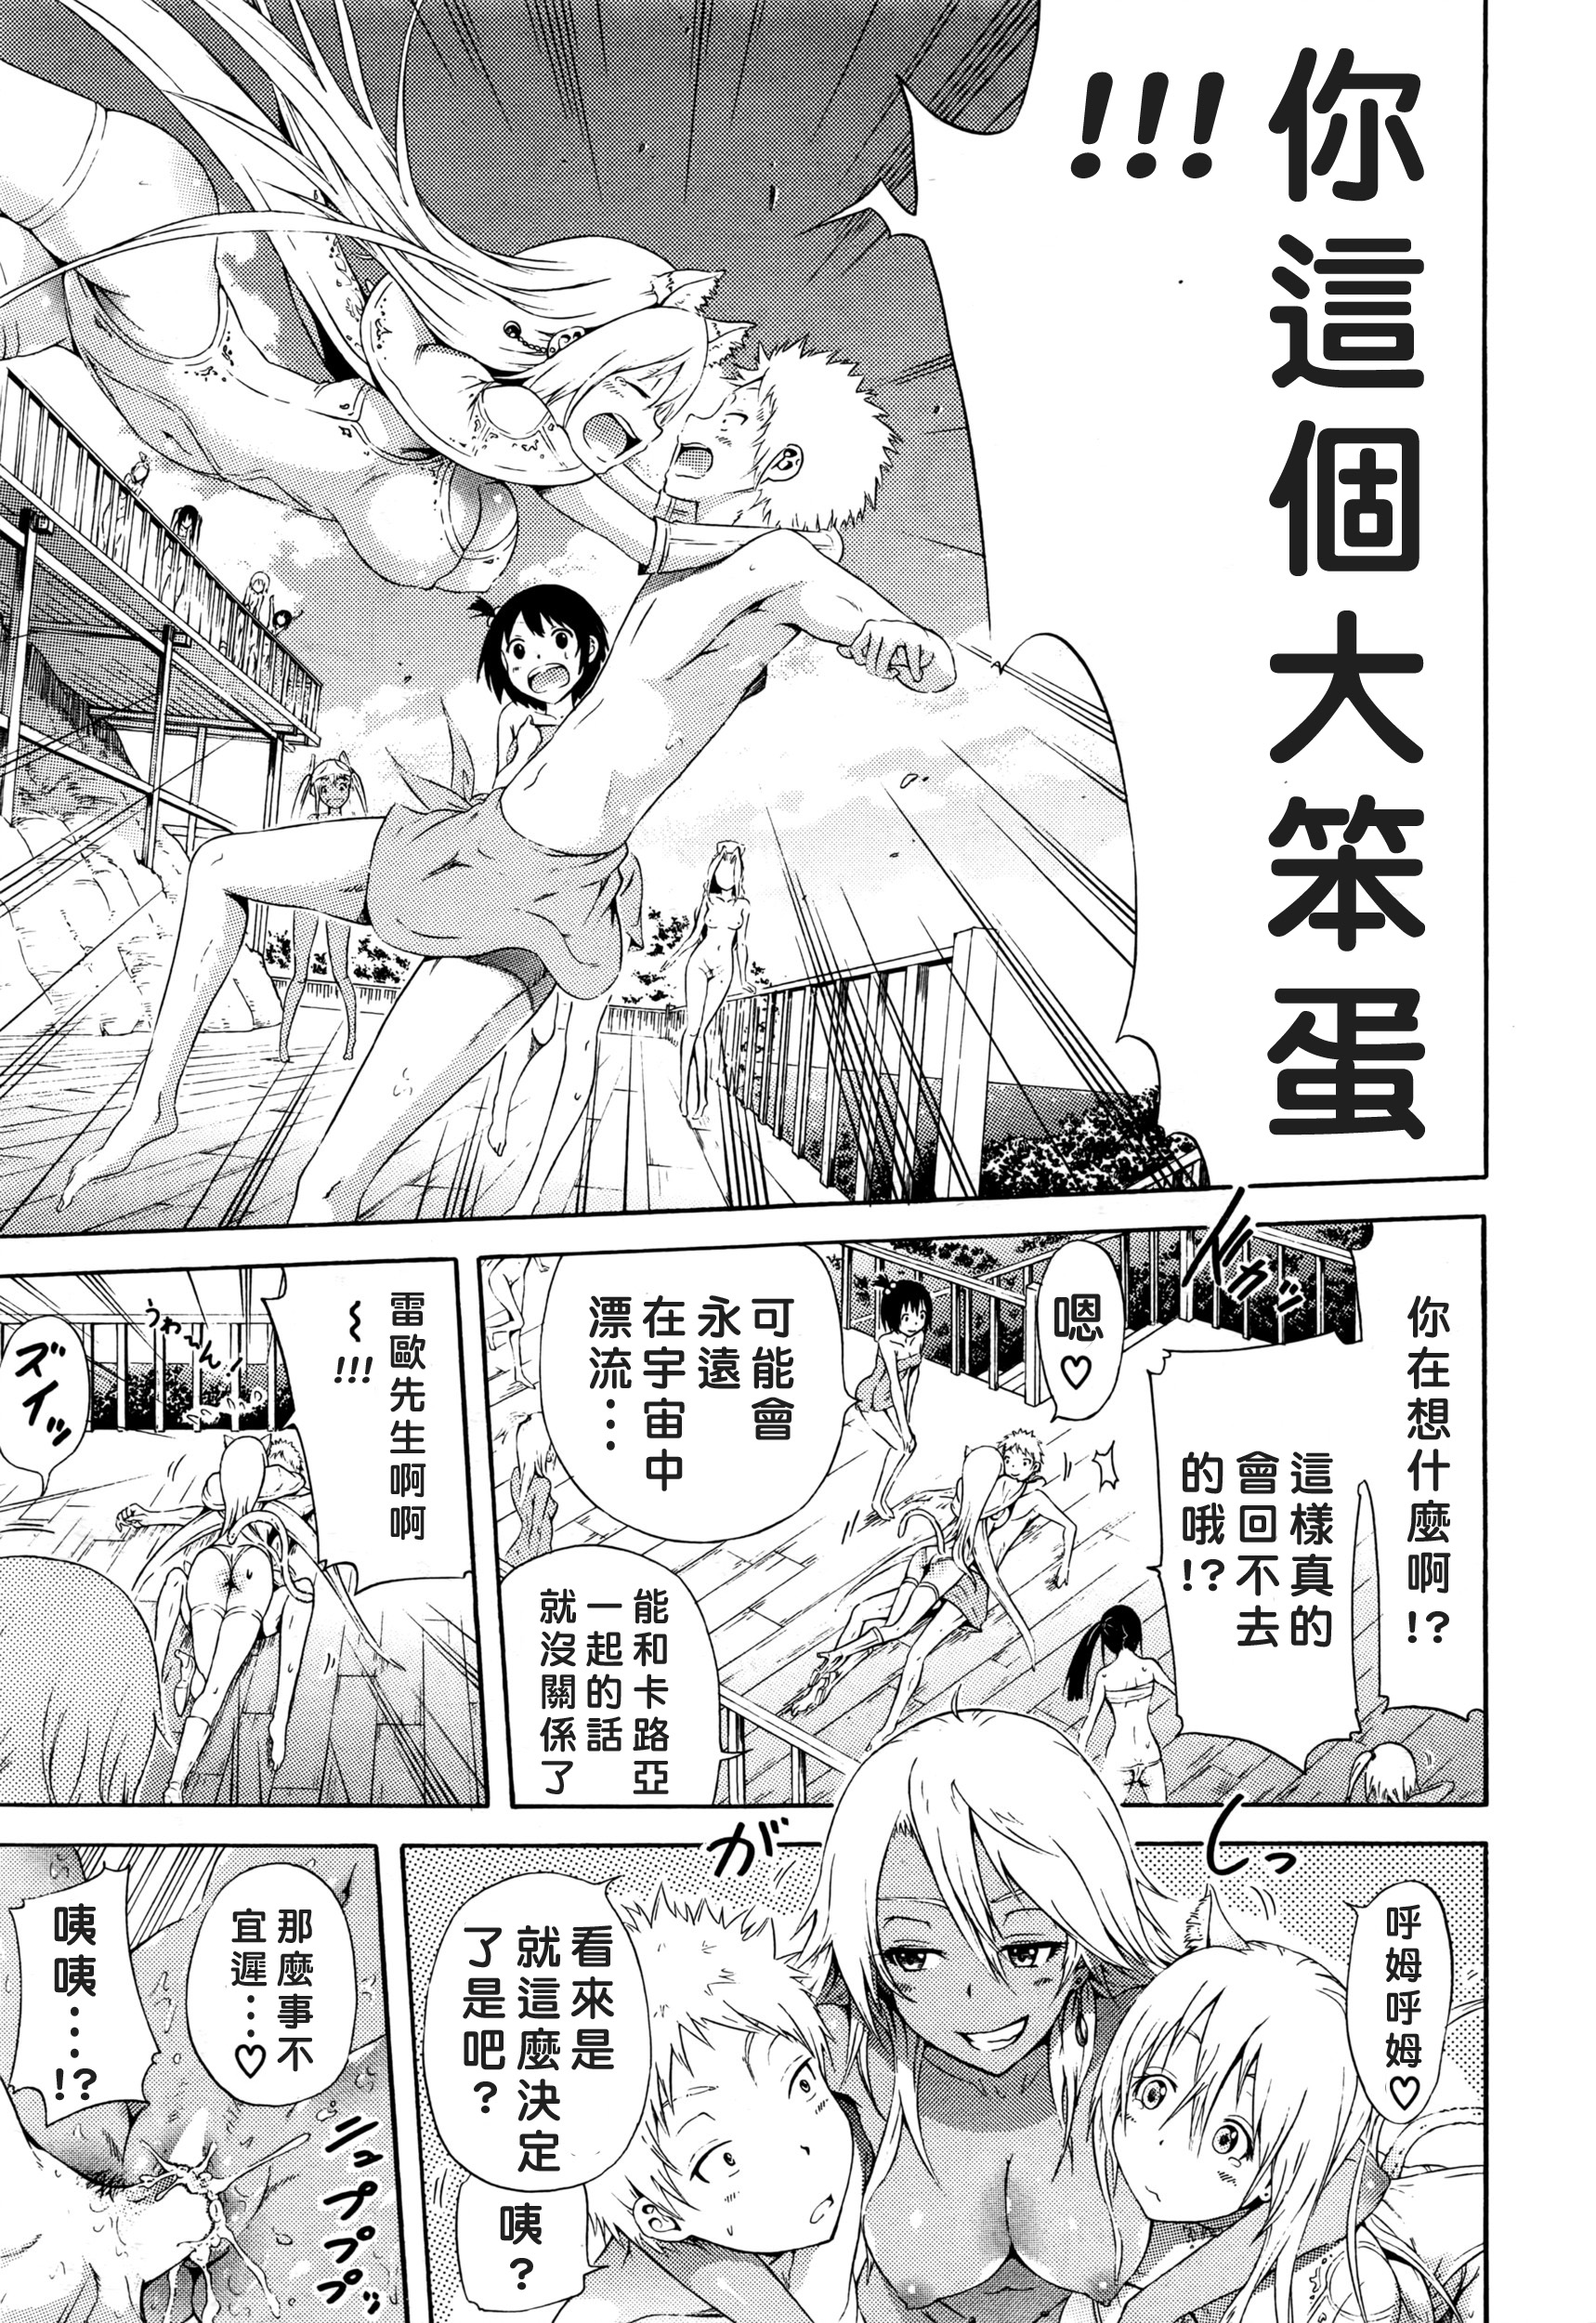 你這個大笨蛋
!!!
ドカッ
你在想什麼啊!?
這樣真的
會回不去
的哦!?
嗯♡
可能會
永遠
在宇宙中
漂流…
能和卡路亞
一起的話
就沒關係了
雷歐先生啊啊
~!!!
うわ～ん!
ズイッ
がしっ
呼姆呼姆♡
看來是
就這麼決定
了是吧?
咦?
那麼事不
宜遲…♡
咦咦…!?
ニュプププッ